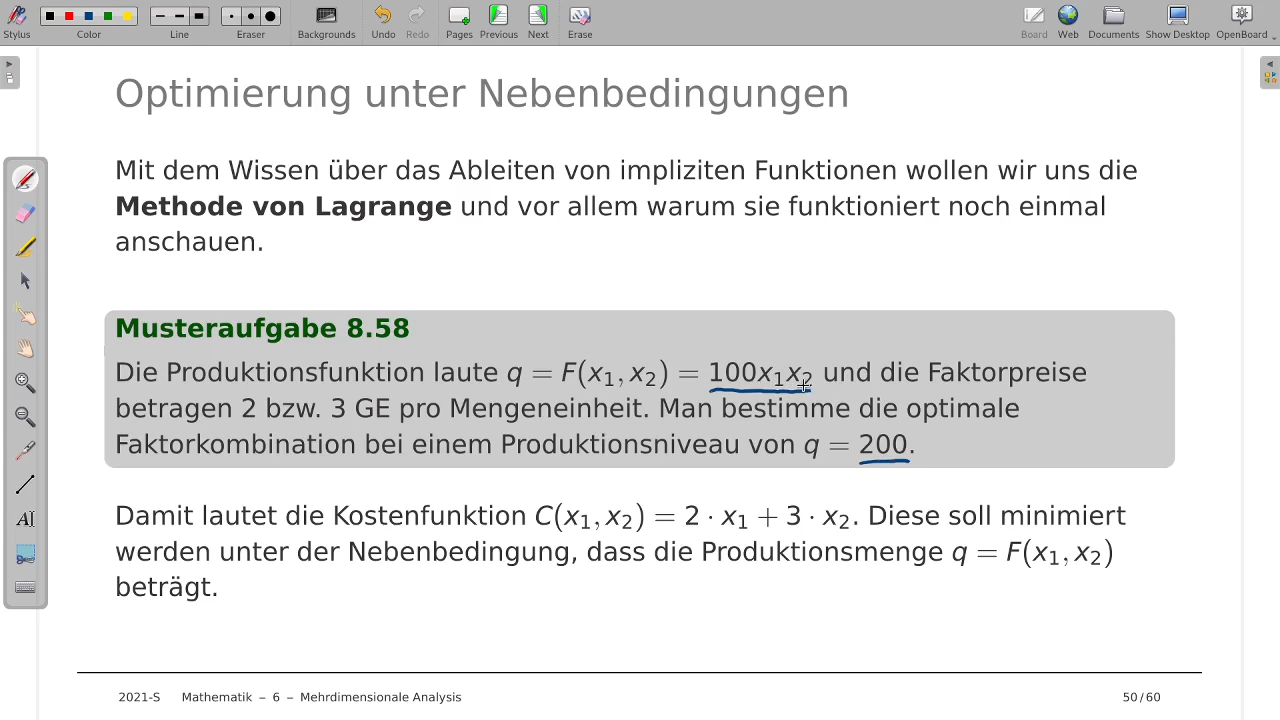 Stylus Color Line Eraser Backgrounds Undo Redo Pages Previous Next Erase Board Web Documents Show Desktop OpenBoard
Optimierung unter Nebenbedingungen
Mit dem Wissen über das Ableiten von impliziten Funktionen wollen wir uns die
Methode von Lagrange und vor allem warum sie funktioniert noch einmal
anschauen.
Musteraufgabe 8.58
Die Produktionsfunktion laute q = F(x₁, x₂) = 100x₁x₂ und die Faktorpreise
betragen 2 bzw. 3 GE pro Mengeneinheit. Man bestimme die optimale
Faktorkombination bei einem Produktionsniveau von q = 200.
Damit lautet die Kostenfunktion C(x₁, x₂) = 2 · x₁ + 3 · x₂. Diese soll minimiert
werden unter der Nebenbedingung, dass die Produktionsmenge q = F(x₁, x₂)
beträgt.
2021-S Mathematik – 6 – Mehrdimensionale Analysis 50/60